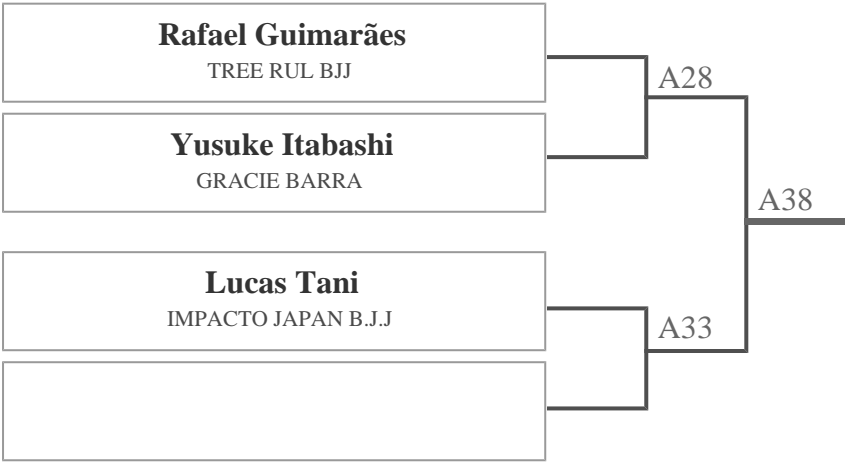 Rafael Guimarães
TREE RUL BJJ
A28
Yusuke Itabashi
GRACIE BARRA
A38
Lucas Tani
IMPACTO JAPAN B.J.J
A33